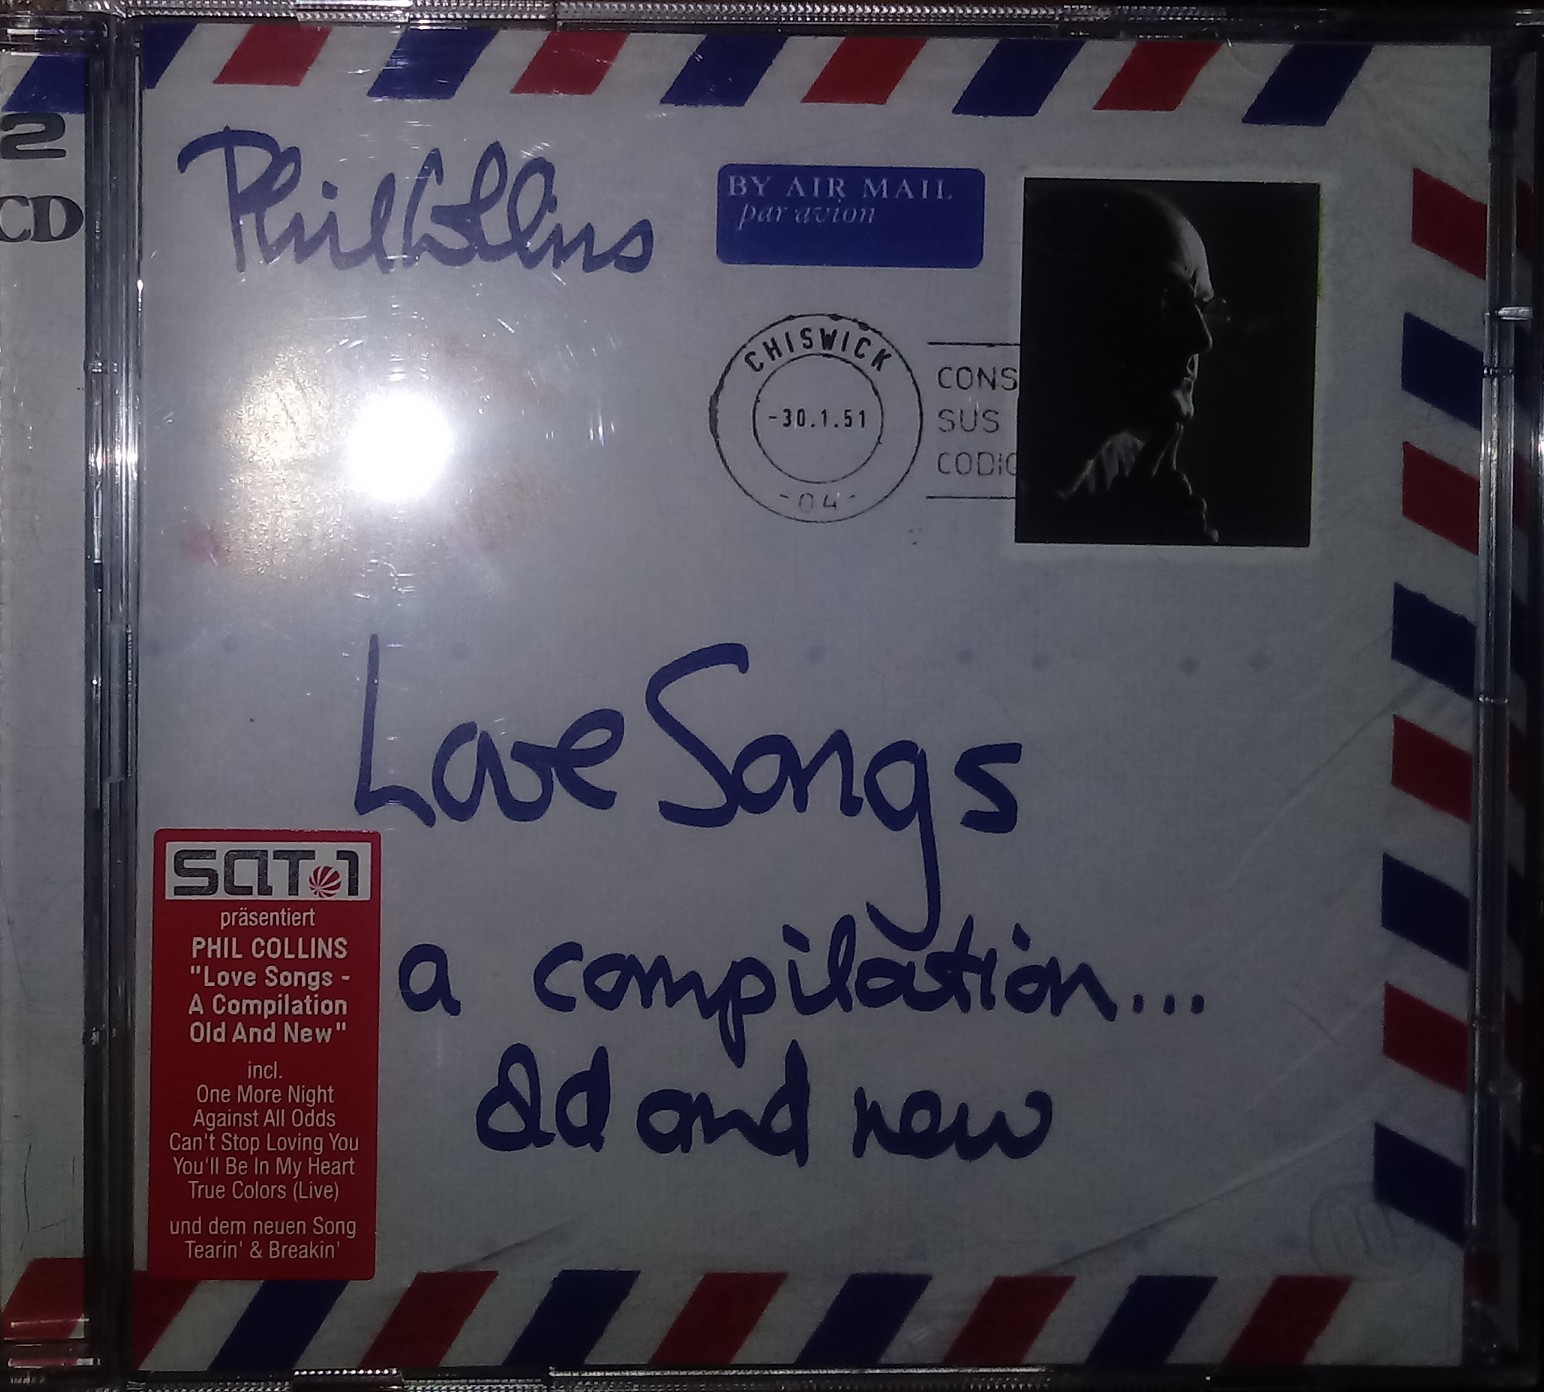 2
CD
Phil Collins
BY AIR MAIL
par avion
CHISWICK
-30.1.51
-04-
CONS
SUS
CODIC
Love Songs
a compilation...
old and new
SAT.1
präsentiert
PHIL COLLINS
"Love Songs -
A Compilation
Old And New"
incl.
One More Night
Against All Odds
Can't Stop Loving You
You'll Be In My Heart
True Colors (Live)
und dem neuen Song
Tearin' & Breakin'